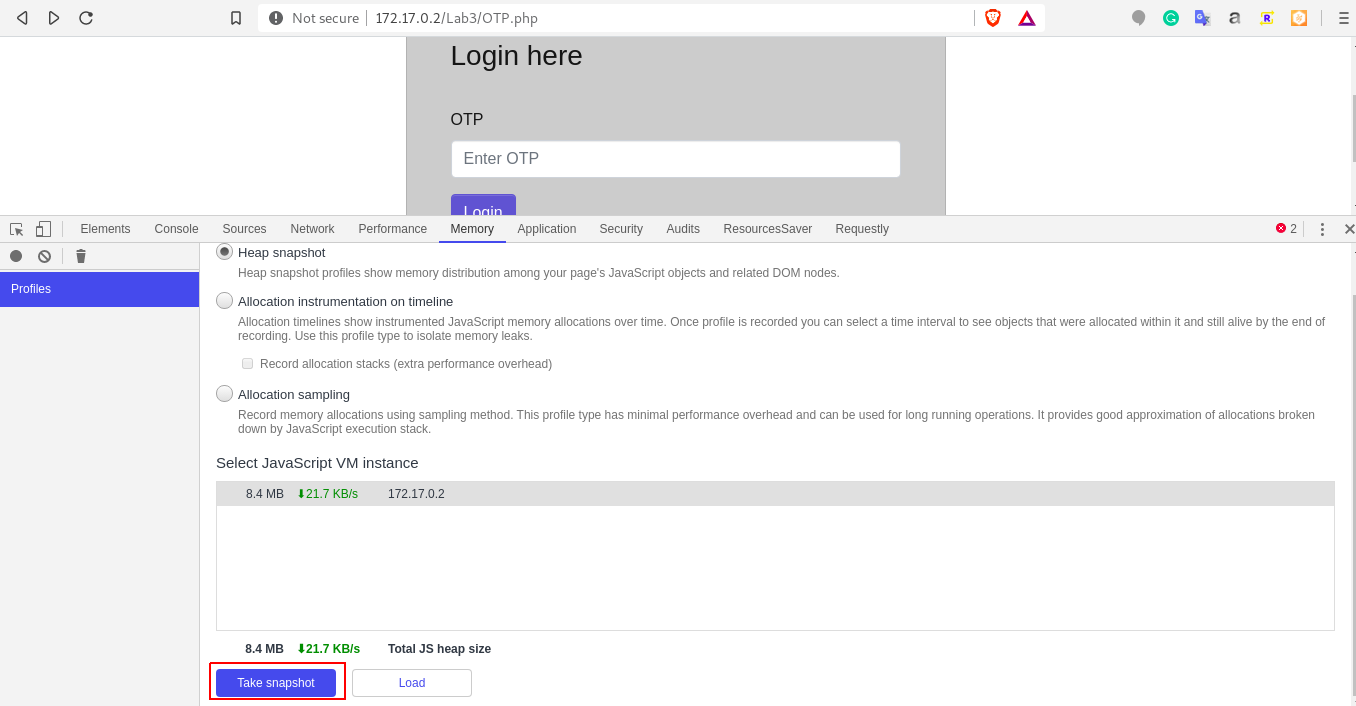 Not secure 172.17.0.2/Lab3/OTP.php
Login here
OTP
Enter OTP
Login
Elements Console Sources Network Performance Memory Application Security Audits ResourcesSaver Requestly 2
Profiles
Heap snapshot
Heap snapshot profiles show memory distribution among your page's JavaScript objects and related DOM nodes.
Allocation instrumentation on timeline
Allocation timelines show instrumented JavaScript memory allocations over time. Once profile is recorded you can select a time interval to see objects that were allocated within it and still alive by the end of
recording. Use this profile type to isolate memory leaks.
Record allocation stacks (extra performance overhead)
Allocation sampling
Record memory allocations using sampling method. This profile type has minimal performance overhead and can be used for long running operations. It provides good approximation of allocations broken
down by JavaScript execution stack.
Select JavaScript VM instance
8.4 MB ⬇21.7 KB/s 172.17.0.2
8.4 MB ⬇21.7 KB/s Total JS heap size
Take snapshot Load